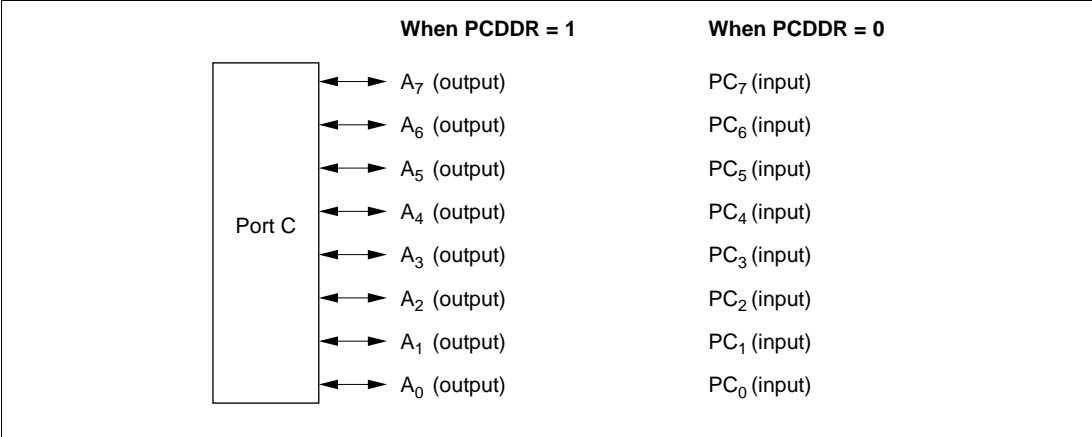 When PCDDR = 1 When PCDDR = 0
A7 (output) PC7 (input)
A6 (output) PC6 (input)
A5 (output) PC5 (input)
A4 (output) PC4 (input)
Port C
A3 (output) PC3 (input)
A2 (output) PC2 (input)
A1 (output) PC1 (input)
A0 (output) PC0 (input)